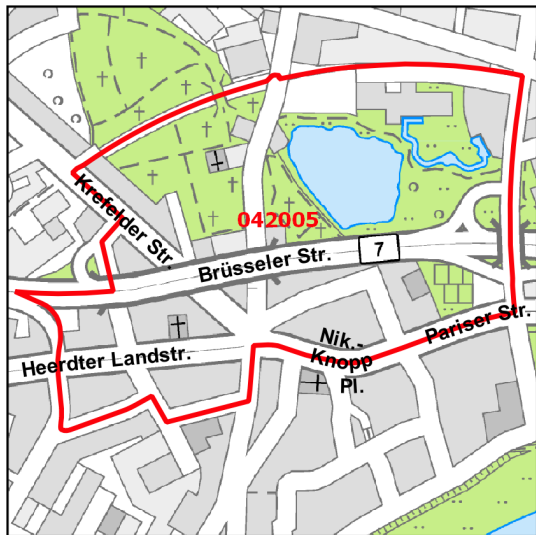 Krefelder Str.
042005
Brüsseler Str.
7
Heerdter Landstr.
Nik.-
Knopp
Pl.
Pariser Str.